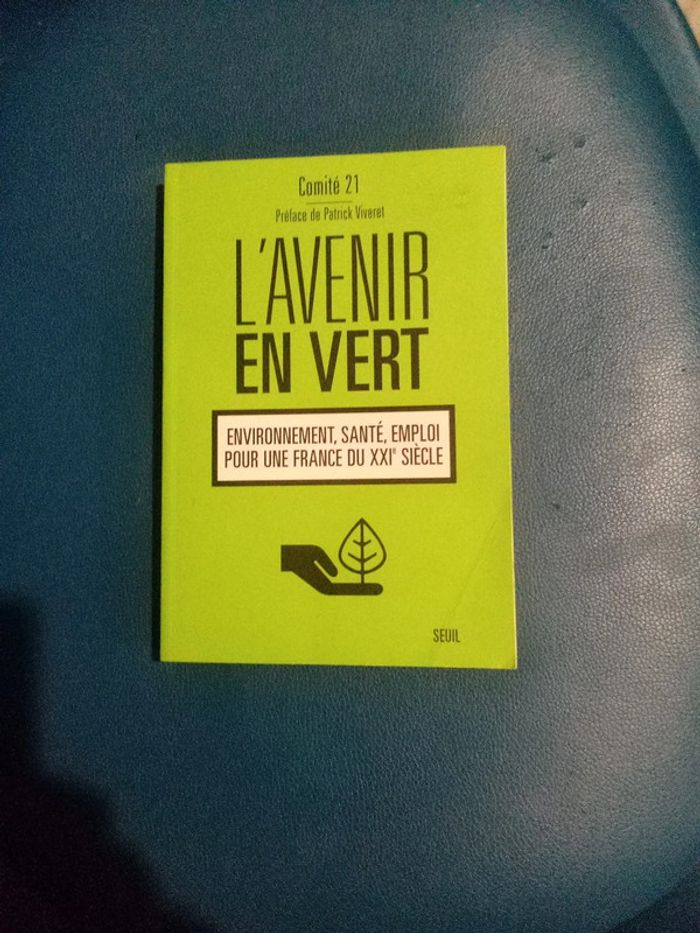 Comité 21
Préface de Patrick Viveret
L'AVENIR
EN VERT
ENVIRONNEMENT, SANTÉ, EMPLOI
POUR UNE FRANCE DU XXIᵉ SIÈCLE
SEUIL